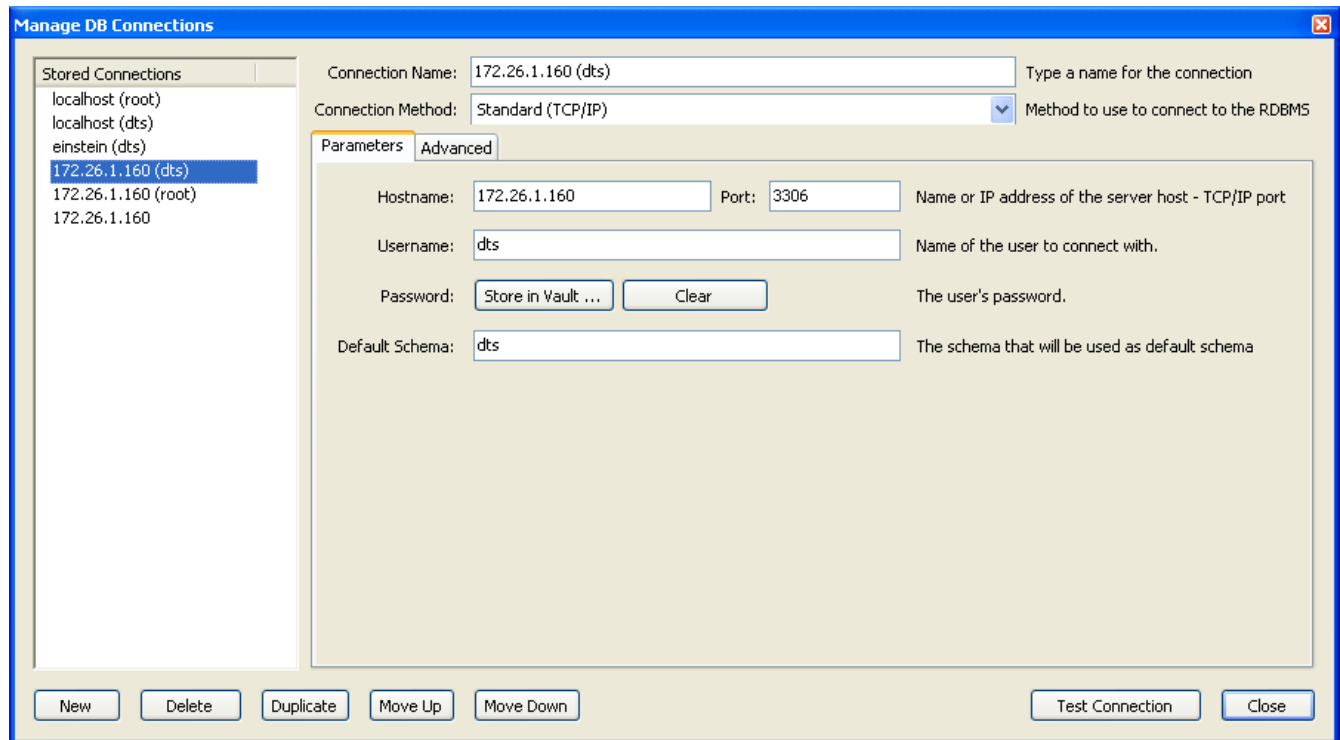 Manage DB Connections
Stored Connections
localhost (root)
localhost (dts)
einstein (dts)
172.26.1.160 (dts)
172.26.1.160 (root)
172.26.1.160
Connection Name: 172.26.1.160 (dts) Type a name for the connection
Connection Method: Standard (TCP/IP) Method to use to connect to the RDBMS
Parameters Advanced
Hostname: 172.26.1.160 Port: 3306 Name or IP address of the server host - TCP/IP port
Username: dts Name of the user to connect with.
Password: Store in Vault ... Clear The user's password.
Default Schema: dts The schema that will be used as default schema
New Delete Duplicate Move Up Move Down Test Connection Close